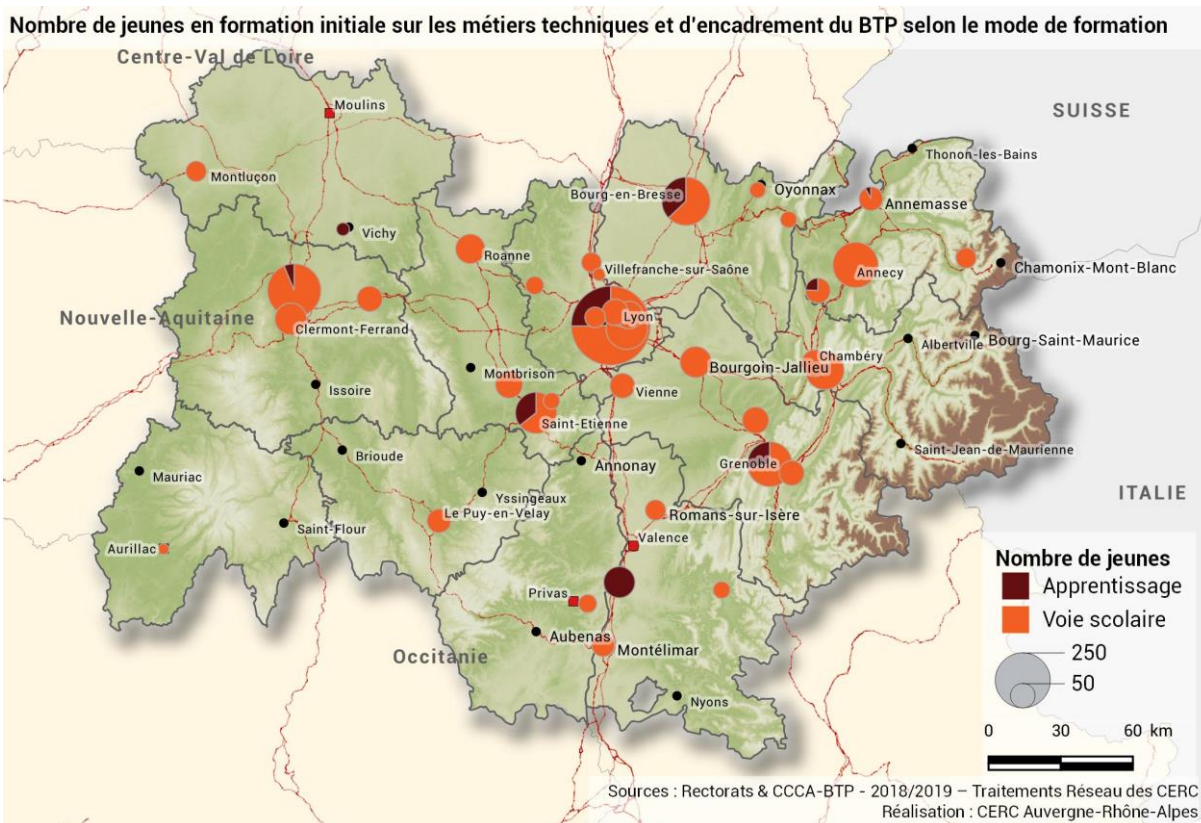 Nombre de jeunes en formation initiale sur les métiers techniques et d'encadrement du BTP selon le mode de formation
Centre-Val de Loire
Moulins
SUISSE
Thonon-les-Bains
Montluçon
Bourg-en-Bresse
Oyonnax
Annemasse
Vichy
Roanne
Villefranche-sur-Saône
Annecy
Chamonix-Mont-Blanc
Nouvelle-Aquitaine
Clermont-Ferrand
Lyon
Albertville
Bourg-Saint-Maurice
Chambéry
Bourgoin-Jallieu
Montbrison
Issoire
Vienne
Saint-Etienne
Saint-Jean-de-Maurienne
Brioude
Annonay
Grenoble
Mauriac
Yssingeaux
ITALIE
Le Puy-en-Velay
Romans-sur-Isère
Saint-Flour
Valence
Aurillac
Privas
Aubenas
Montélimar
Occitanie
Nyons
Nombre de jeunes
Apprentissage
Voie scolaire
250
50
0 30 60 km
Sources : Rectorats & CCCA-BTP - 2018/2019 – Traitements Réseau des CERC
Réalisation : CERC Auvergne-Rhône-Alpes